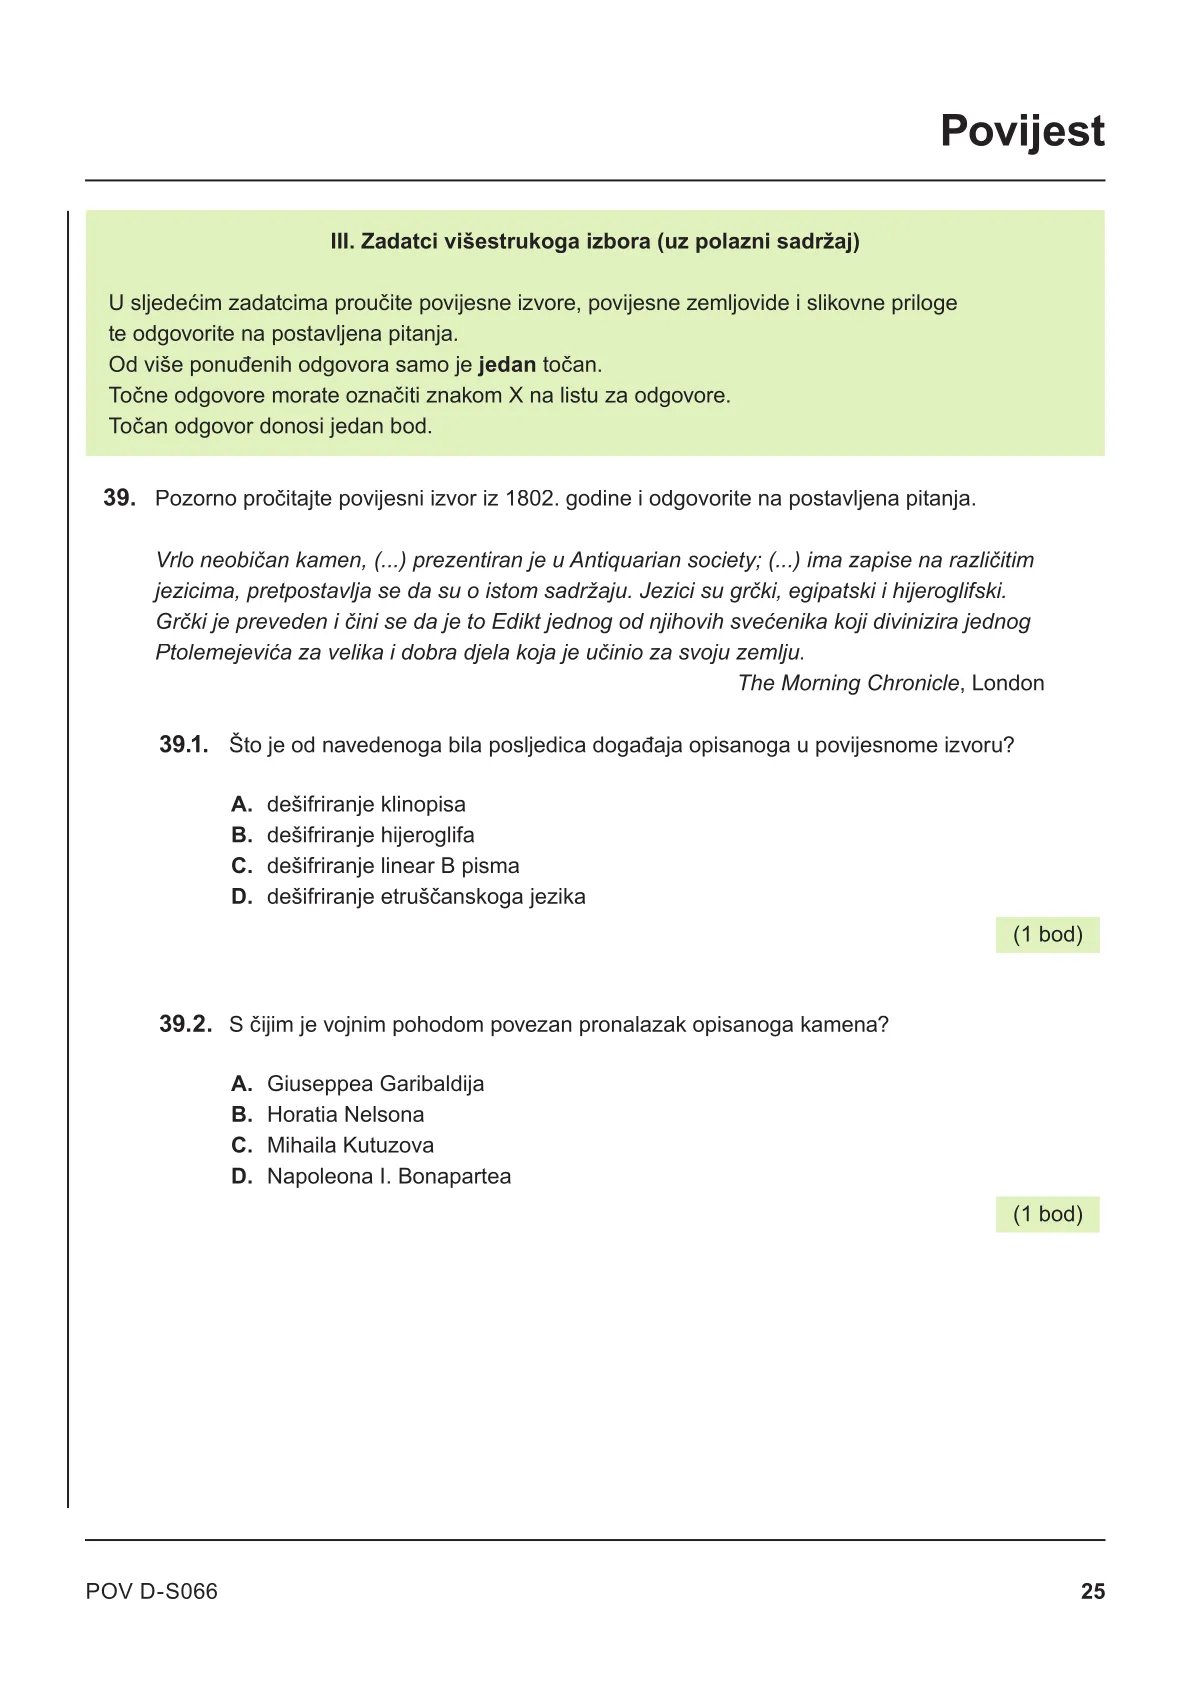 Povijest
III. Zadatci višestrukoga izbora (uz polazni sadržaj)
U sljedećim zadatcima proučite povijesne izvore, povijesne zemljovide i slikovne priloge
te odgovorite na postavljena pitanja.
Od više ponuđenih odgovora samo je jedan točan.
Točne odgovore morate označiti znakom X na listu za odgovore.
Točan odgovor donosi jedan bod.
39. Pozorno pročitajte povijesni izvor iz 1802. godine i odgovorite na postavljena pitanja.
Vrlo neobičan kamen, (...) prezentiran je u Antiquarian society; (...) ima zapise na različitim
jezicima, pretpostavlja se da su o istom sadržaju. Jezici su grčki, egipatski i hijeroglifski.
Grčki je preveden i čini se da je to Edikt jednog od njihovih svećenika koji divinizira jednog
Ptolemejevića za velika i dobra djela koja je učinio za svoju zemlju.
The Morning Chronicle, London
39.1. Što je od navedenoga bila posljedica događaja opisanoga u povijesnome izvoru?
A. dešifriranje klinopisa
B. dešifriranje hijeroglifa
C. dešifriranje linear B pisma
D. dešifriranje etruščanskoga jezika
(1 bod)
39.2. S čijim je vojnim pohodom povezan pronalazak opisanoga kamena?
A. Giuseppea Garibaldija
B. Horatia Nelsona
C. Mihaila Kutuzova
D. Napoleona I. Bonapartea
(1 bod)
POV D-S066
25